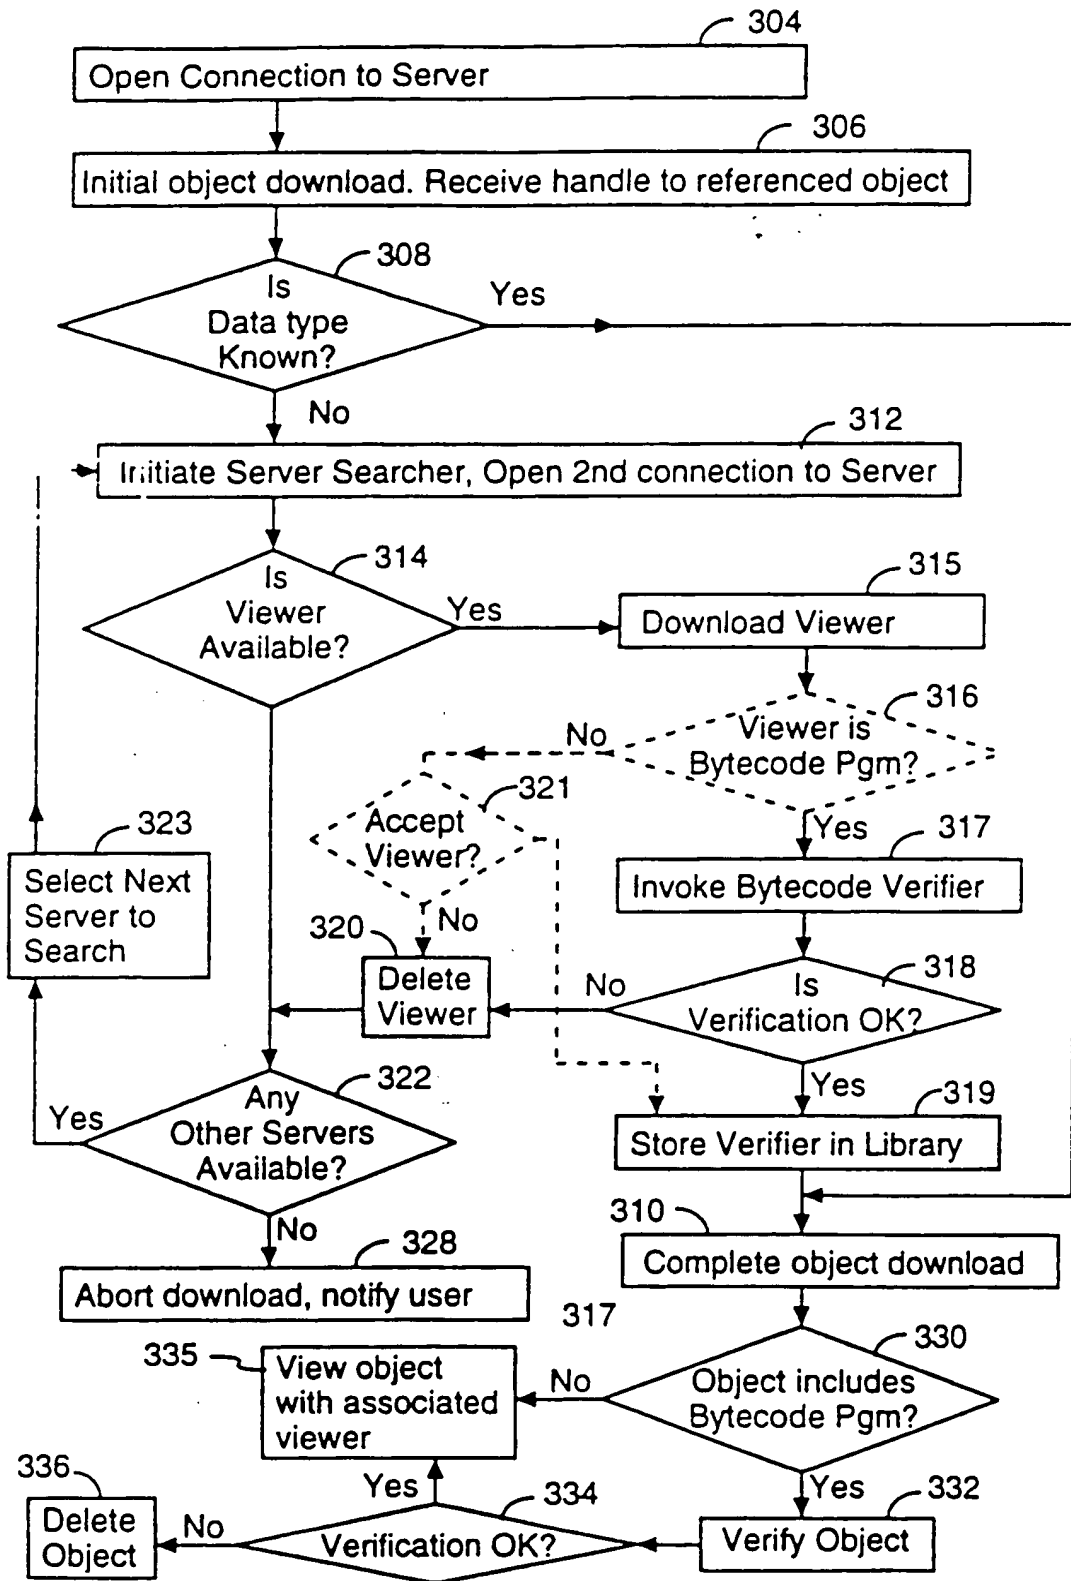 304
Open Connection to Server
306
Initial object download. Receive handle to referenced object
308
Is
Data type
Known?
Yes
No
312
Initiate Server Searcher, Open 2nd connection to Server
314
Is
Viewer
Available?
Yes
315
Download Viewer
316
Viewer is
Bytecode Pgm?
No
Yes
321
Accept
Viewer?
No
317
Invoke Bytecode Verifier
323
Select Next
Server to
Search
320
Delete
Viewer
318
Is
Verification OK?
No
Yes
322
Any
Other Servers
Available?
Yes
No
319
Store Verifier in Library
310
Complete object download
328
Abort download, notify user
317
330
Object includes
Bytecode Pgm?
No
Yes
335
View object
with associated
viewer
Yes
332
Verify Object
334
Verification OK?
No
336
Delete
Object